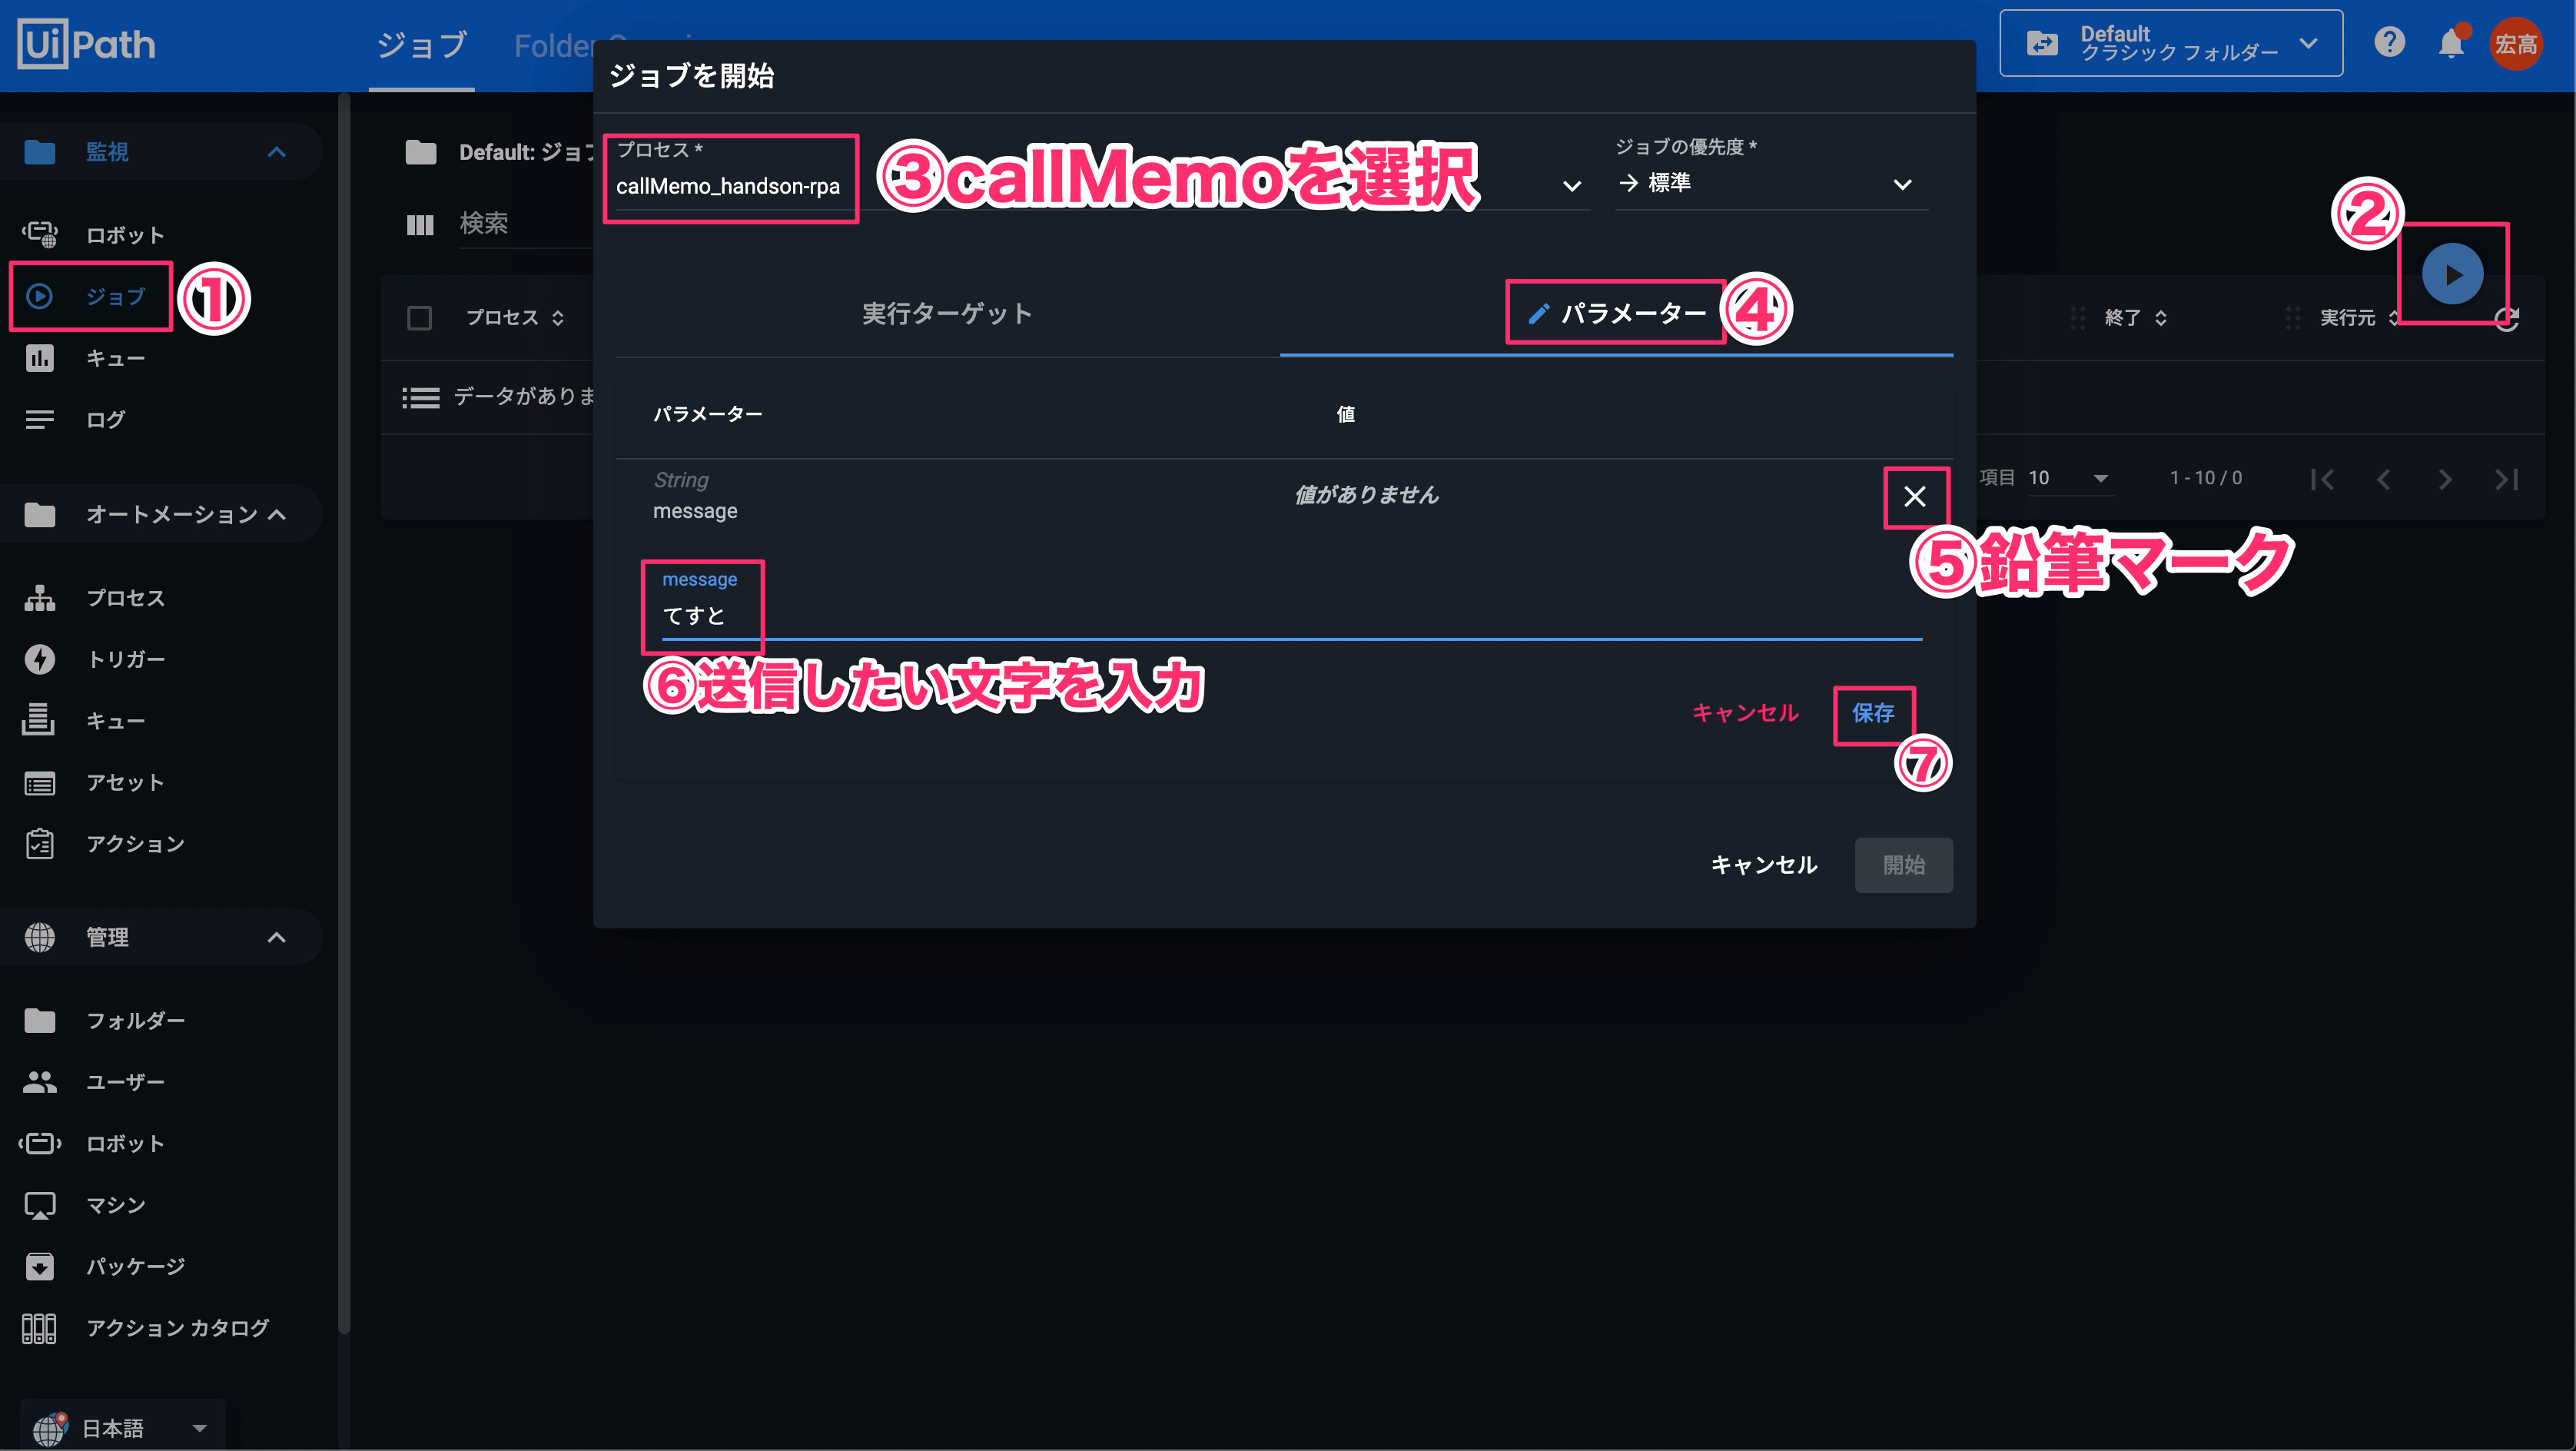 UiPath
ジョブ
Folder
Default
クラシック フォルダー
宏高
監視
ロボット
ジョブ
①
キュー
ログ
オートメーション
プロセス
トリガー
キュー
アセット
アクション
管理
フォルダー
ユーザー
ロボット
マシン
パッケージ
アクション カタログ
日本語
Default: ジョブ
検索
プロセス
データがありま
ジョブを開始
プロセス *
callMemo_handson-rpa
③callMemoを選択
ジョブの優先度 *
標準
実行ターゲット
パラメーター
④
パラメーター
値
String
message
値がありません
⑤鉛筆マーク
message
てすと
⑥送信したい文字を入力
キャンセル
保存
⑦
キャンセル
開始
②
終了
実行元
項目 10
1 - 10 / 0